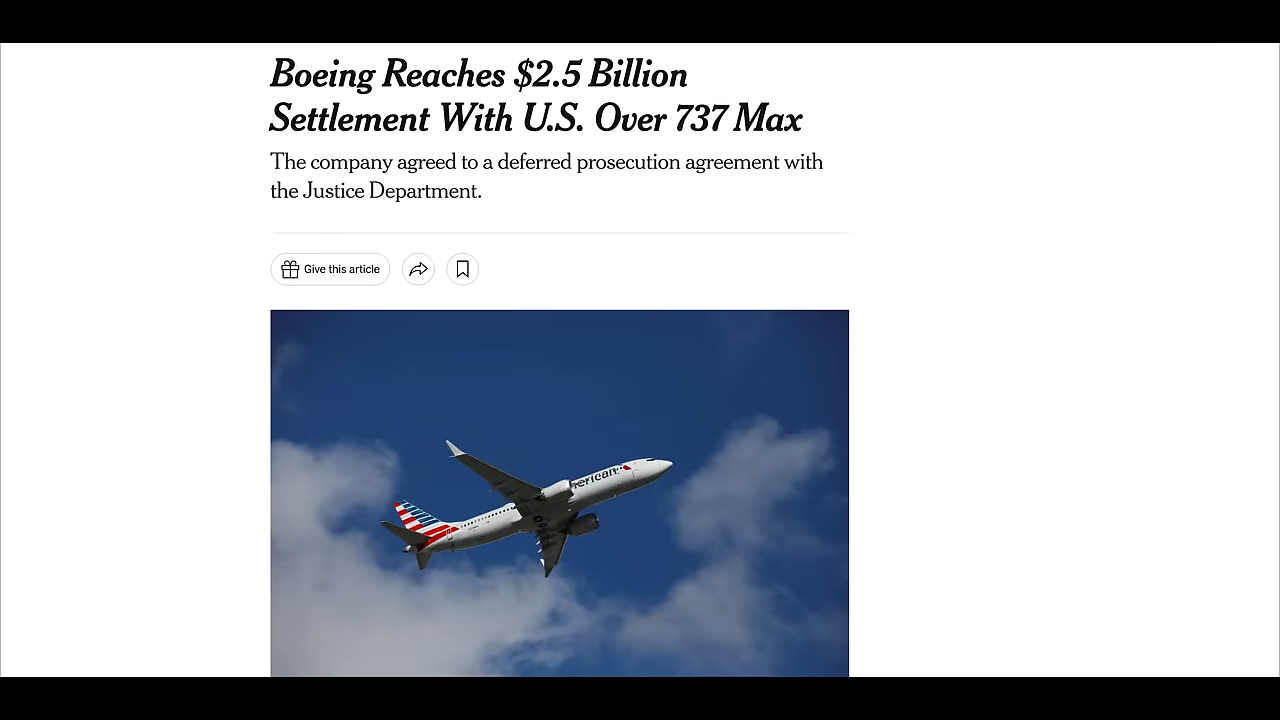 Boeing Reaches $2.5 Billion
Settlement With U.S. Over 737 Max
The company agreed to a deferred prosecution agreement with
the Justice Department.
Give this article
merican